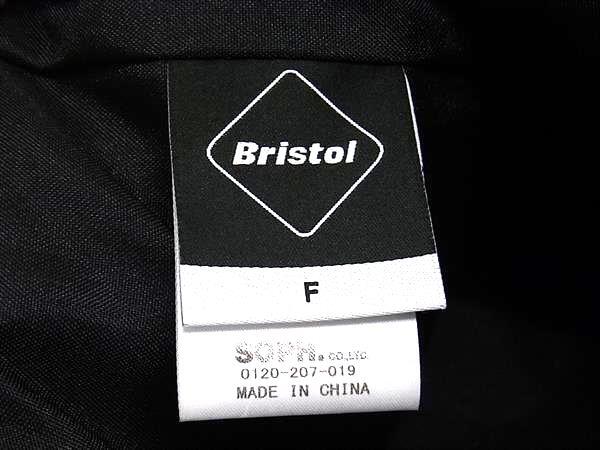 Bristol
F
SOPH. CO.,LTD.
0120-207-019
MADE IN CHINA